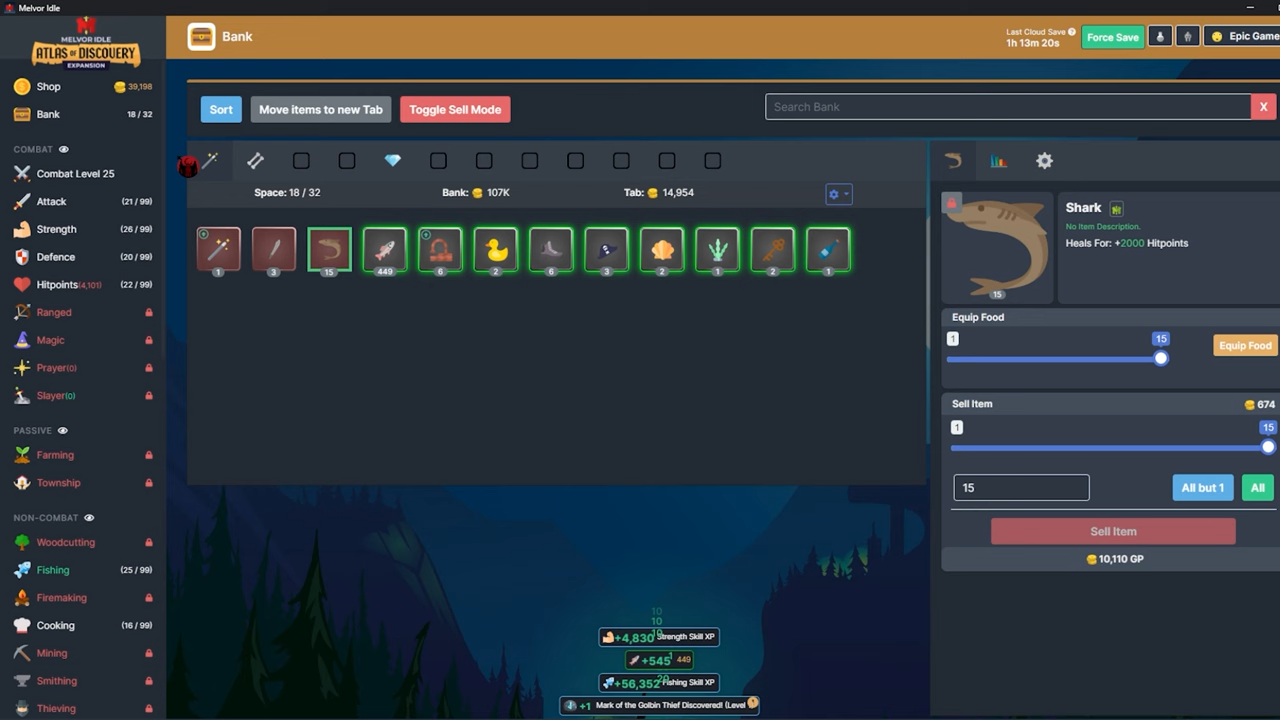 Melvor Idle
MELVOR IDLE
ATLAS OF DISCOVERY
EXPANSION
Bank
Last Cloud Save
1h 13m 20s
Force Save
Epic Game
Shop
39,198
Bank
18 / 32
COMBAT
Combat Level 25
Attack
(21 / 99)
Strength
(26 / 99)
Defence
(20 / 99)
Hitpoints(4,101)
(22 / 99)
Ranged
Magic
Prayer(0)
Slayer(0)
PASSIVE
Farming
Township
NON-COMBAT
Woodcutting
Fishing
(25 / 99)
Firemaking
Cooking
(16 / 99)
Mining
Smithing
Thieving
Sort
Move items to new Tab
Toggle Sell Mode
Search Bank
X
Space: 18 / 32
Bank: 107K
Tab: 14,954
1
3
15
449
6
2
6
3
2
1
2
1
Shark
No Item Description.
Heals For: +2000 Hitpoints
15
Equip Food
1
15
Equip Food
Sell Item
674
1
15
15
All but 1
All
Sell Item
10,110 GP
10
10
+4,830 Strength Skill XP
+545 449
+56,352 Fishing Skill XP
+1 Mark of the Golbin Thief Discovered! (Level